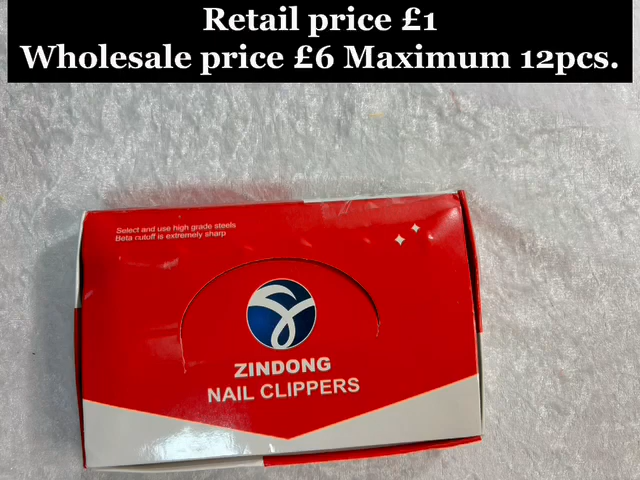 Retail price £1
Wholesale price £6 Maximum 12pcs.
Select and use high grade steels
Beta cutoff is extremely sharp
ZINDONG
NAIL CLIPPERS